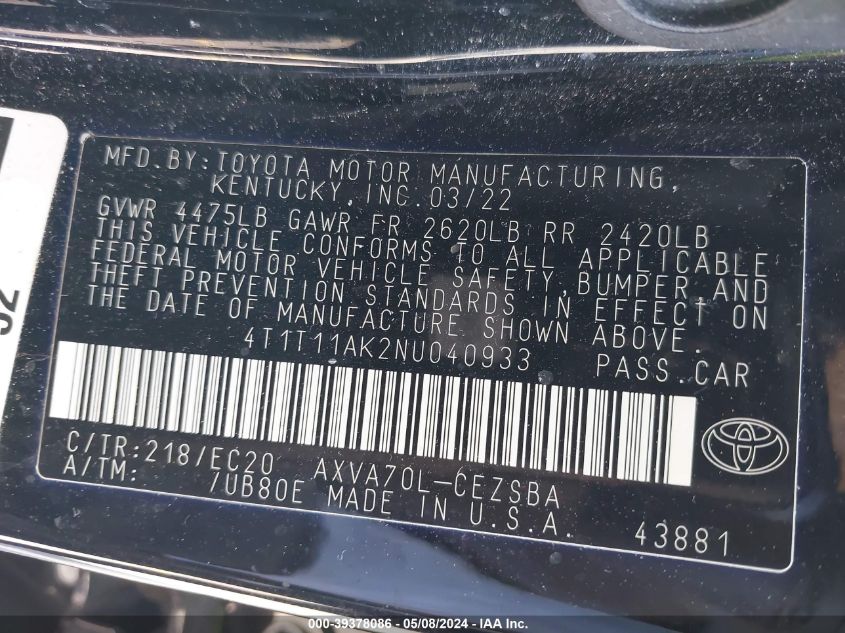 MFD.BY:TOYOTA MOTOR MANUFACTURING,
KENTUCKY, INC.03/22
GVWR 4475LB GAWR FR 2620LB RR 2420LB
THIS VEHICLE CONFORMS TO ALL APPLICABLE
FEDERAL MOTOR VEHICLE SAFETY,BUMPER,AND
THEFT PREVENTION STANDARDS IN EFFECT ON
THE DATE OF MANUFACTURE SHOWN ABOVE.
4T1T11AK2NU040933 PASS.CAR
C/TR:218/EC20 AXVA70L-CEZSBA
A/TM: /UB80E MADE IN U.S.A.
43881
000-39378086 - 05/08/2024 - IAA Inc.